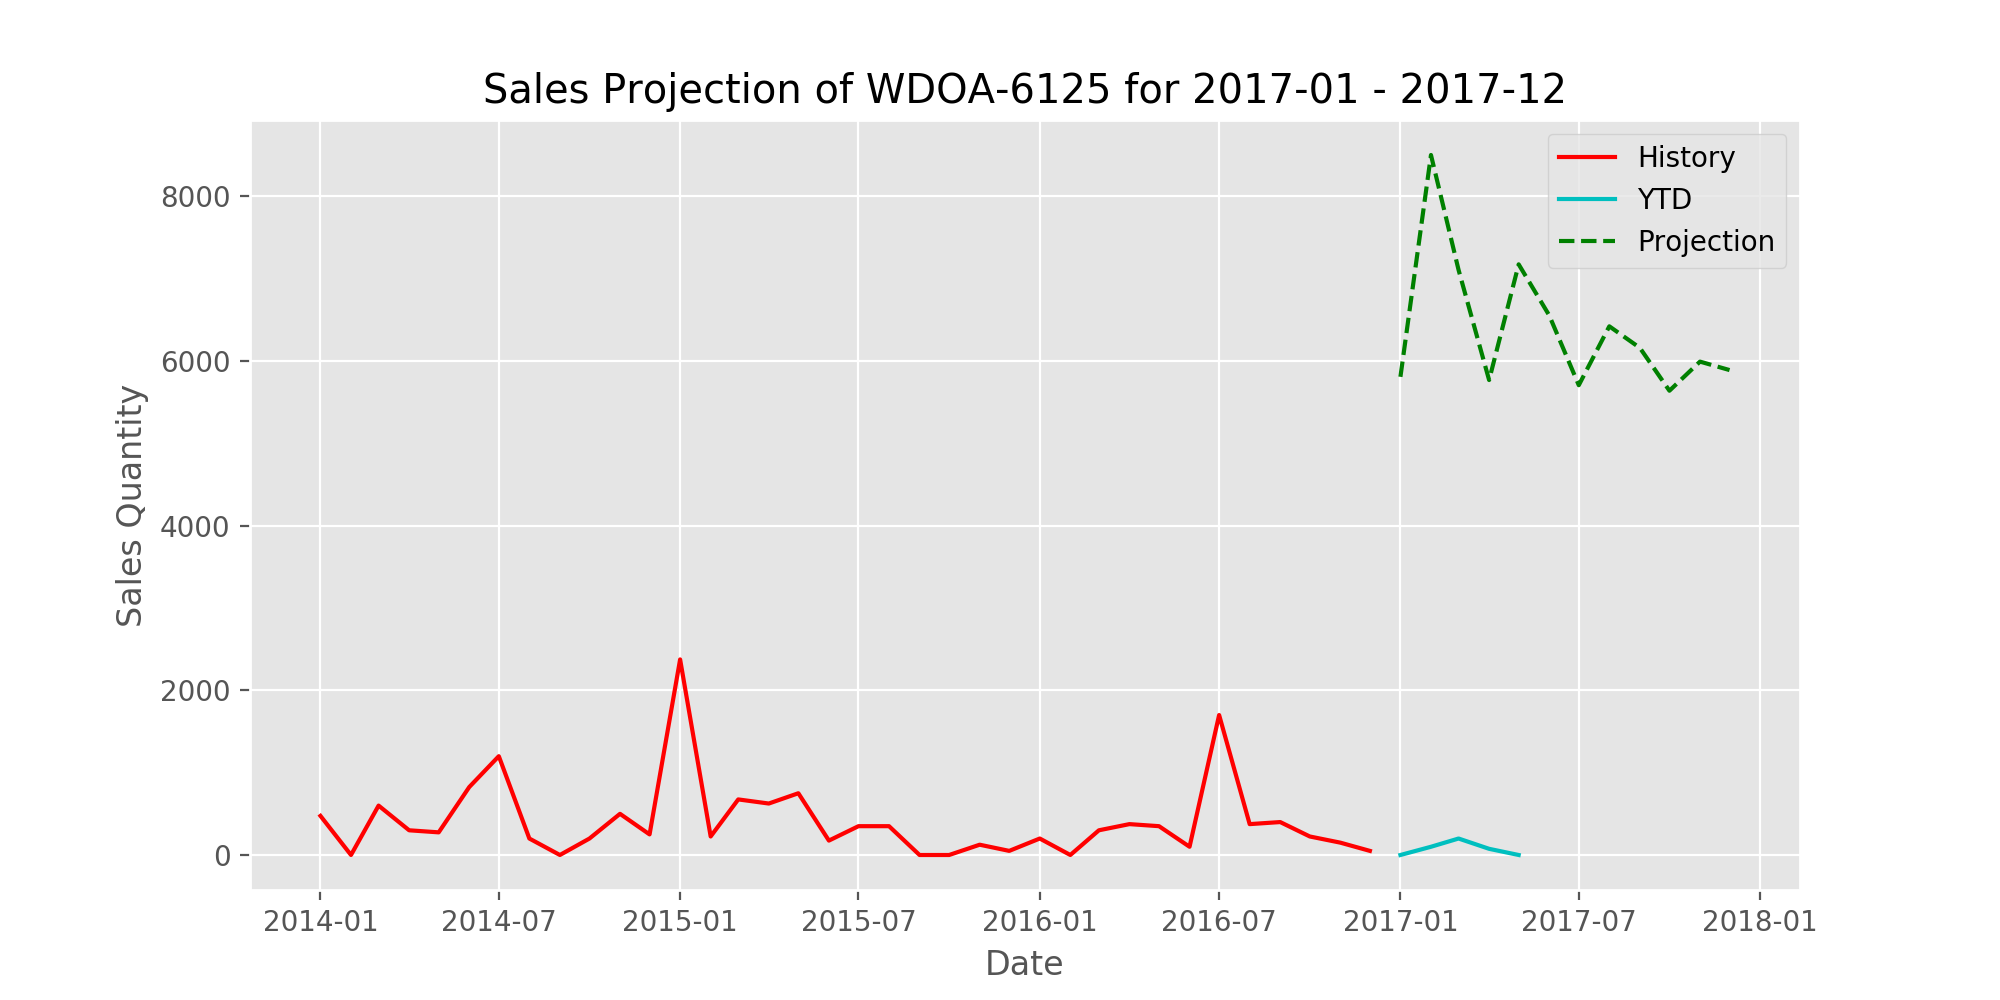 Sales Projection of WDOA-6125 for 2017-01 - 2017-12
History
YTD
Projection
8000
6000
4000
2000
0
Sales Quantity
2014-01
2014-07
2015-01
2015-07
2016-01
2016-07
2017-01
2017-07
2018-01
Date